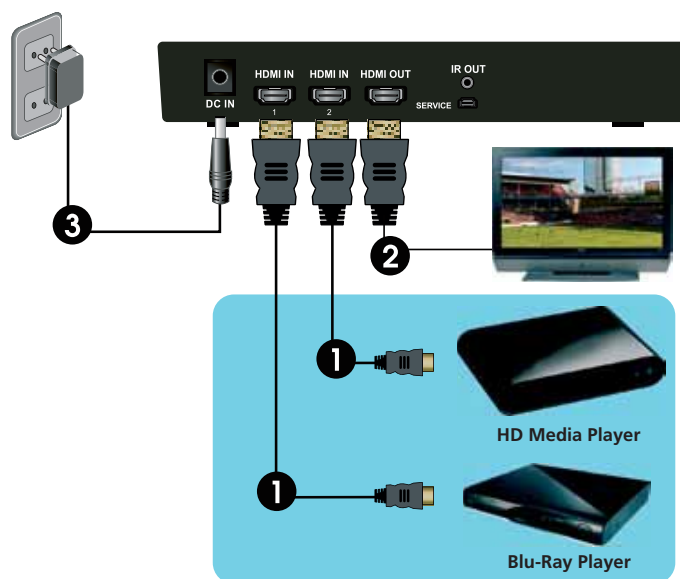 HDMI IN HDMI IN HDMI OUT IR OUT
DC IN 1 2 SERVICE
3
2
1
HD Media Player
1
Blu-Ray Player